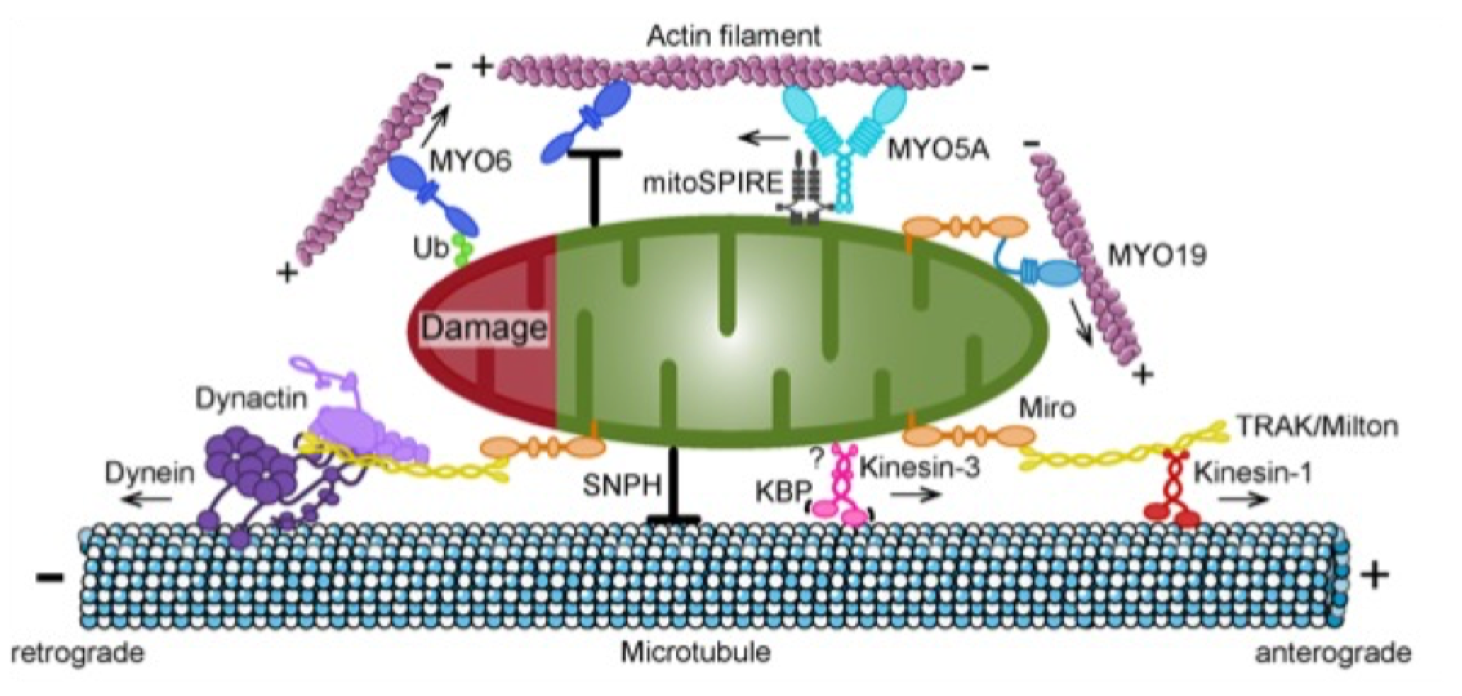 Actin filament
- + -
MYO6
MYO5A
-
mitoSPIRE
Ub
MYO19
+
Damage
+
Dynactin
Miro
TRAK/Milton
Dynein
SNPH
?
Kinesin-3
KBP
Kinesin-1
- +
retrograde
Microtubule
anterograde